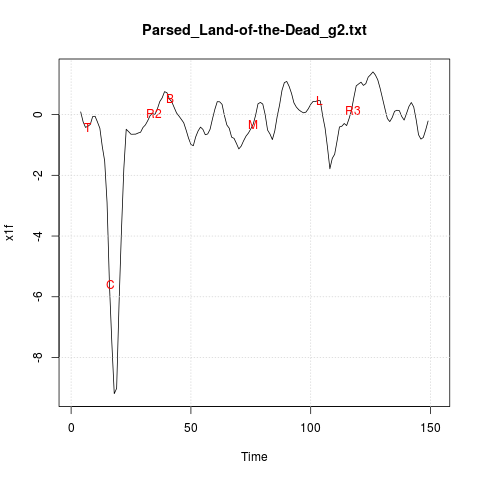 Parsed_Land-of-the-Dead_g2.txt
x1f
0
-2
-4
-6
-8
I
C
R2
B
M
L
R3
0
50
100
150
Time